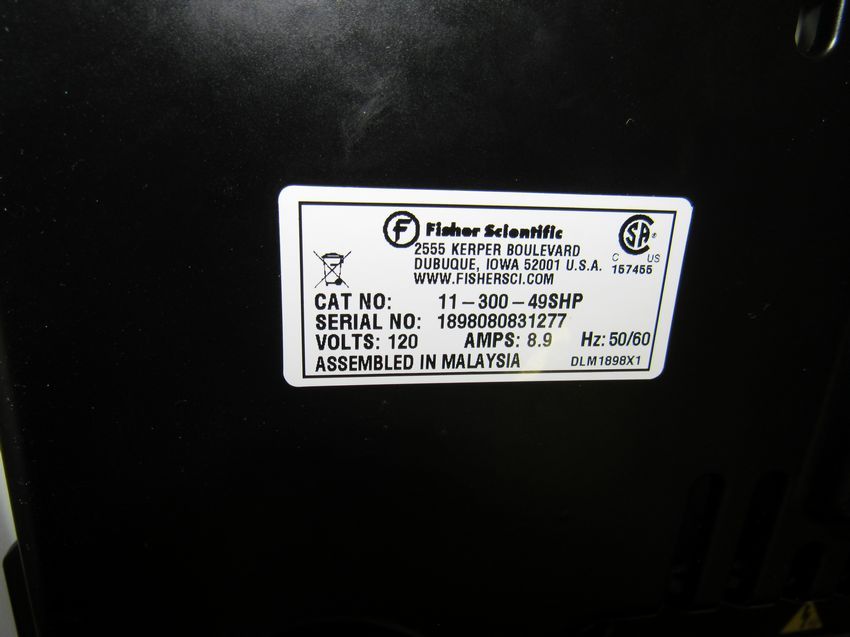 F Fisher Scientific
2555 KERPER BOULEVARD
DUBUQUE, IOWA 52001 U.S.A.
WWW.FISHERSCI.COM
SA ®
C US
157455
CAT NO: 11-300-49SHP
SERIAL NO: 1898080831277
VOLTS: 120 AMPS: 8.9 Hz: 50/60
ASSEMBLED IN MALAYSIA DLM1898X1